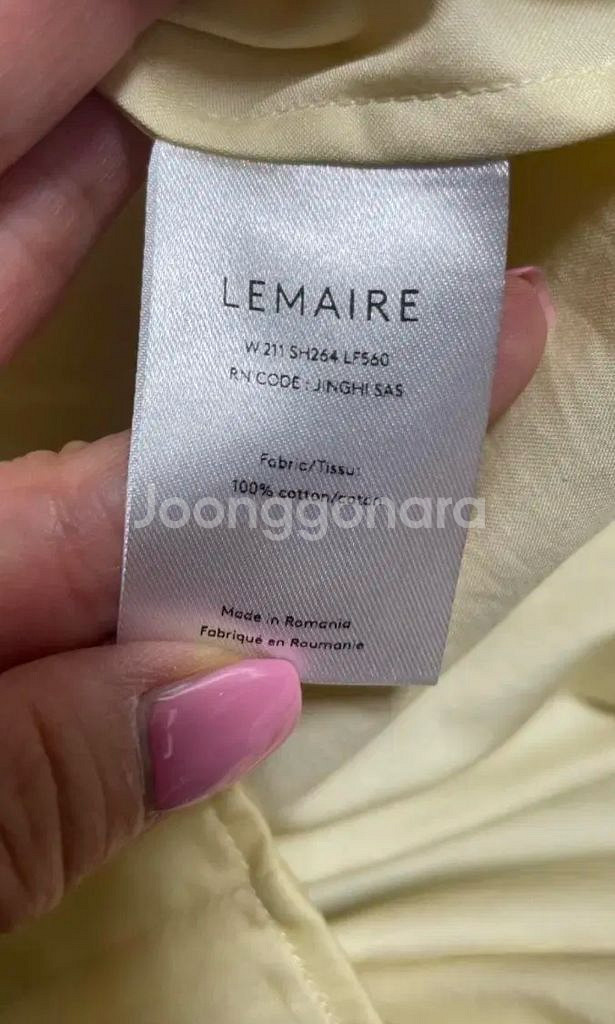 LEMAIRE
W 211 SH264 LF560
RN CODE : JINGHI SAS
Fabric/Tissu:
100% cotton/coton
Joonggonara
Made in Romania
Fabriqué en Roumanie